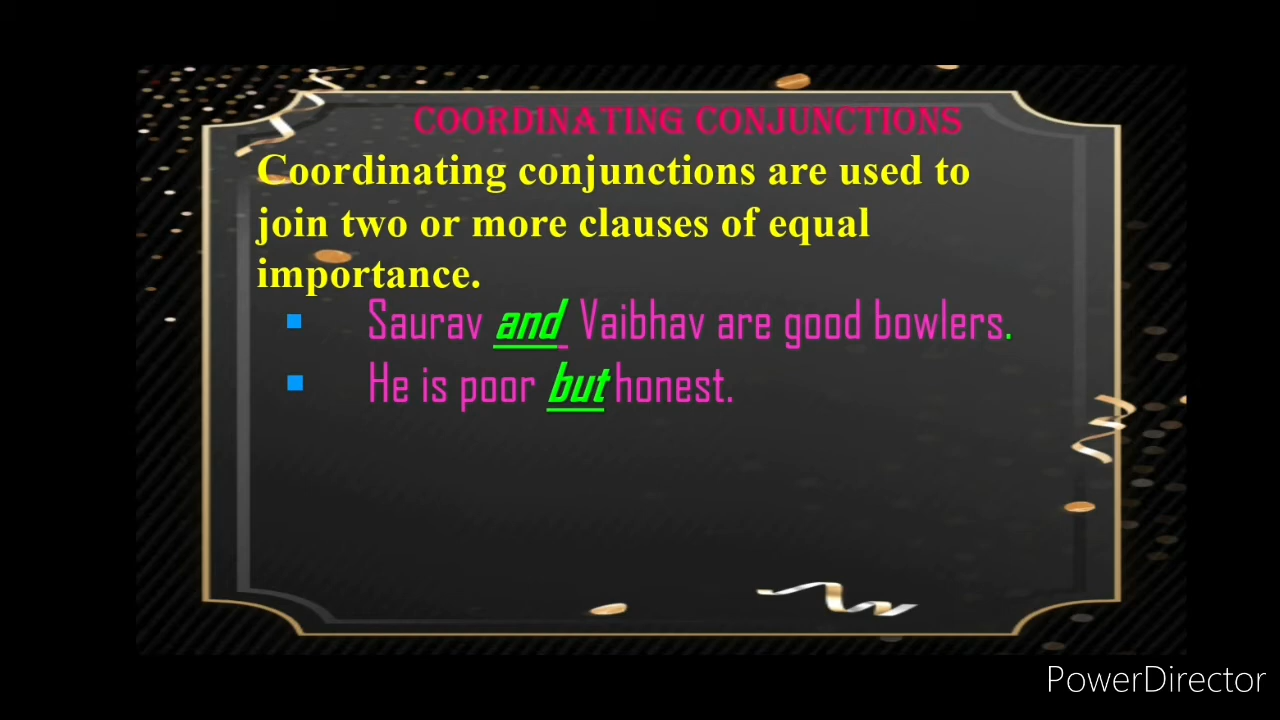 COORDINATING CONJUNCTIONS
Coordinating conjunctions are used to
join two or more clauses of equal
importance.
Saurav and Vaibhav are good bowlers.
He is poor but honest.
PowerDirector